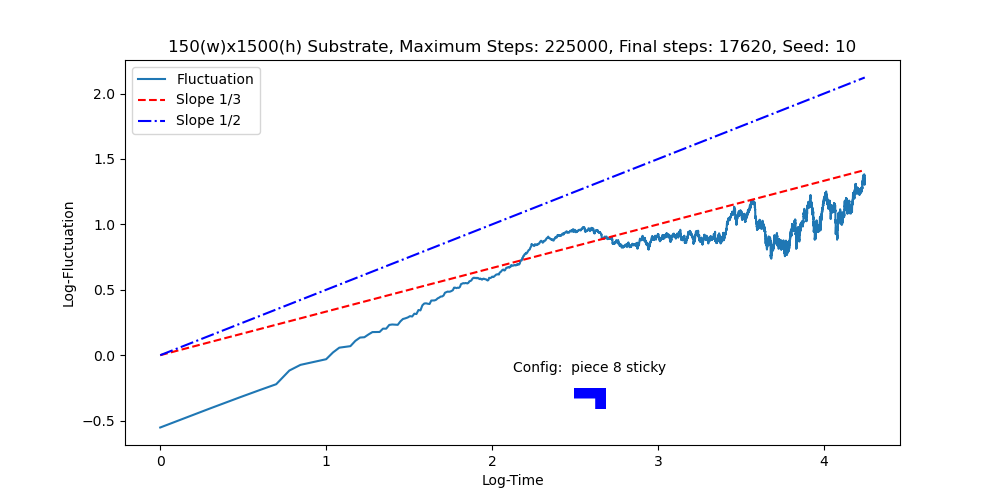 150(w)x1500(h) Substrate, Maximum Steps: 225000, Final steps: 17620, Seed: 10
Fluctuation
Slope 1/3
Slope 1/2
2.0
1.5
1.0
0.5
0.0
−0.5
Log-Fluctuation
Config:  piece 8 sticky
0
1
2
3
4
Log-Time